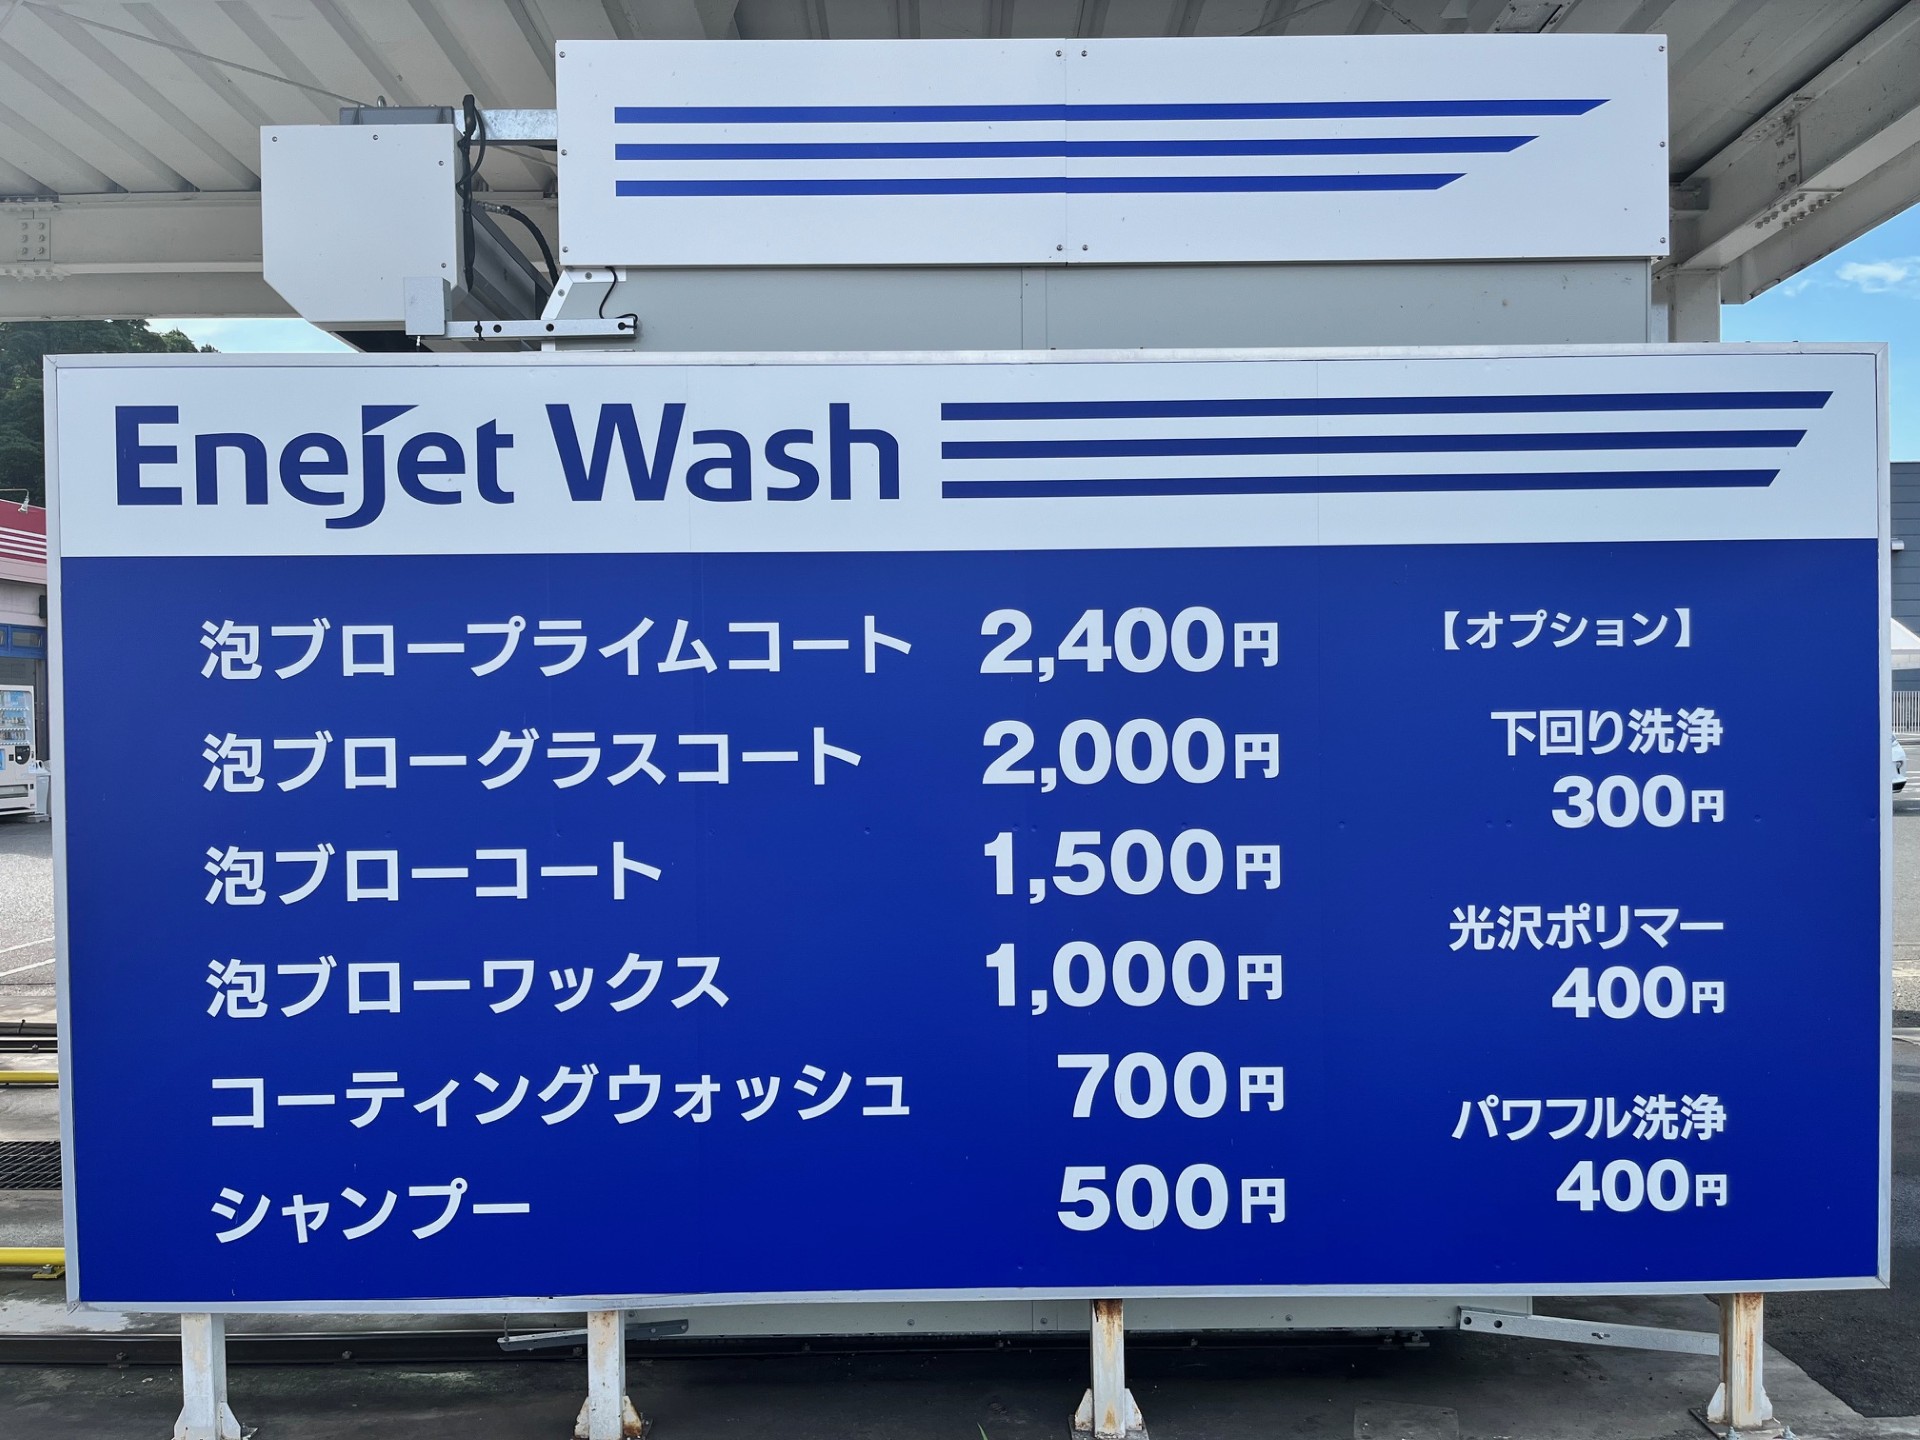 Enejet Wash
泡ブロープライムコート 2,400円
泡ブローグラスコート 2,000円
泡ブローコート 1,500円
泡ブローワックス 1,000円
コーティングウォッシュ 700円
シャンプー 500円
【オプション】
下回り洗浄
300円
光沢ポリマー
400円
パワフル洗浄
400円